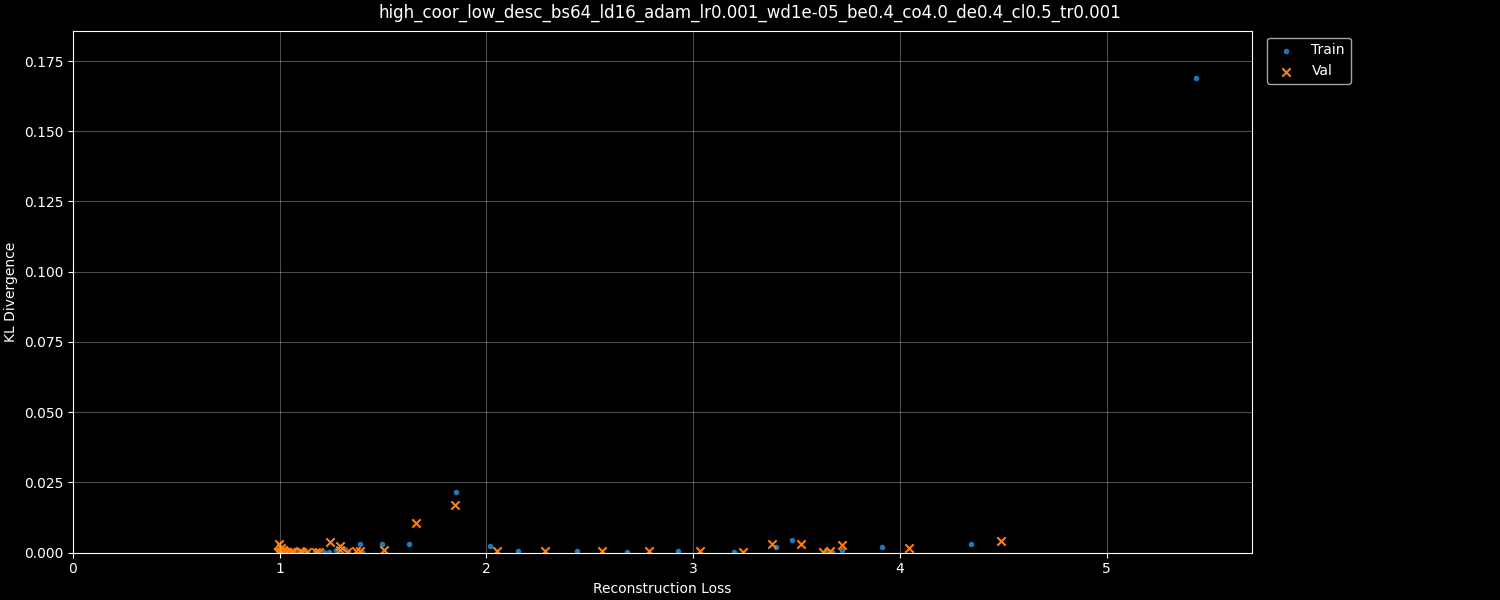 high_coor_low_desc_bs64_ld16_adam_lr0.001_wd1e-05_be0.4_co4.0_de0.4_cl0.5_tr0.001
Train
Val
0.175
0.150
0.125
0.100
0.075
0.050
0.025
0.000
KL Divergence
0 1 2 3 4 5
Reconstruction Loss